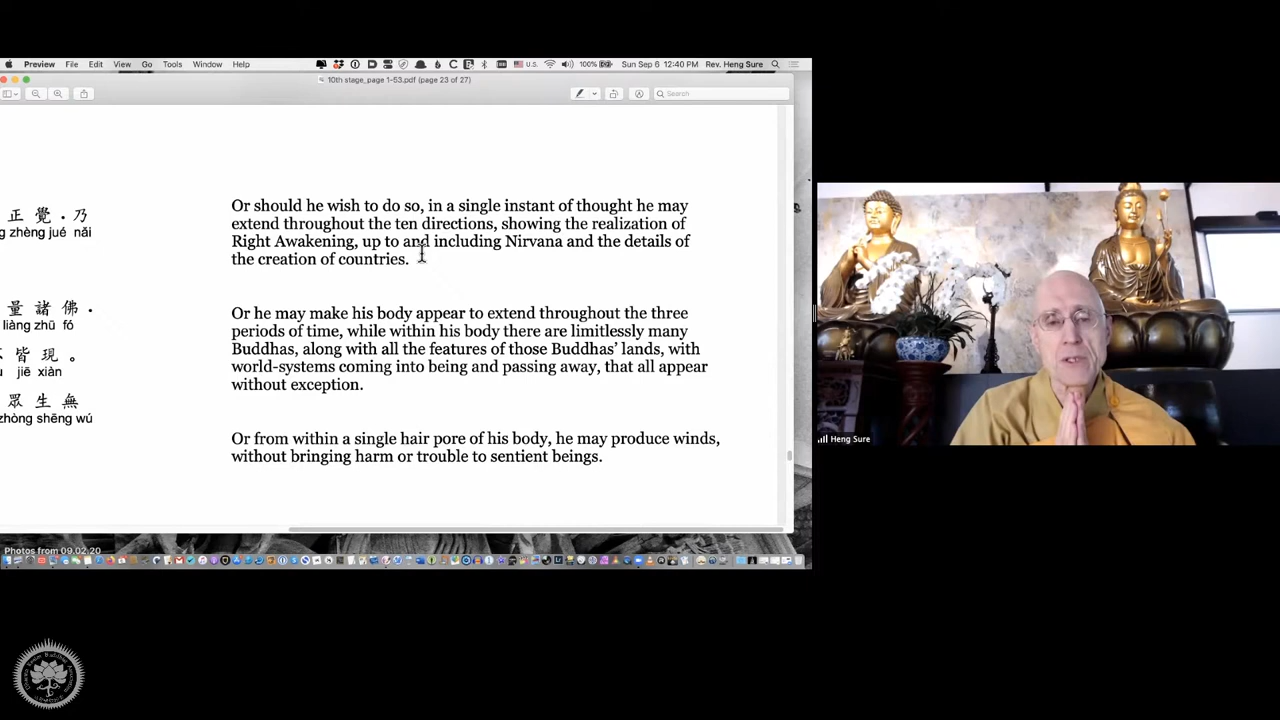 Preview File Edit View Go Tools Window Help 100% U.S. Sun Sep 6 12:40 PM Rev. Heng Sure
10th stage_page 1-53.pdf (page 23 of 27)
Search
正 覺 . 乃
g zhèng jué nǎi
量 諸 佛 .
liàng zhū fó
皆 現 。
jiē xiàn
眾 生 無
zhòng shēng wú
Or should he wish to do so, in a single instant of thought he may
extend throughout the ten directions, showing the realization of
Right Awakening, up to and including Nirvana and the details of
the creation of countries.
Or he may make his body appear to extend throughout the three
periods of time, while within his body there are limitlessly many
Buddhas, along with all the features of those Buddhas’ lands, with
world-systems coming into being and passing away, that all appear
without exception.
Or from within a single hair pore of his body, he may produce winds,
without bringing harm or trouble to sentient beings.
Photos from 09.02.20
Heng Sure